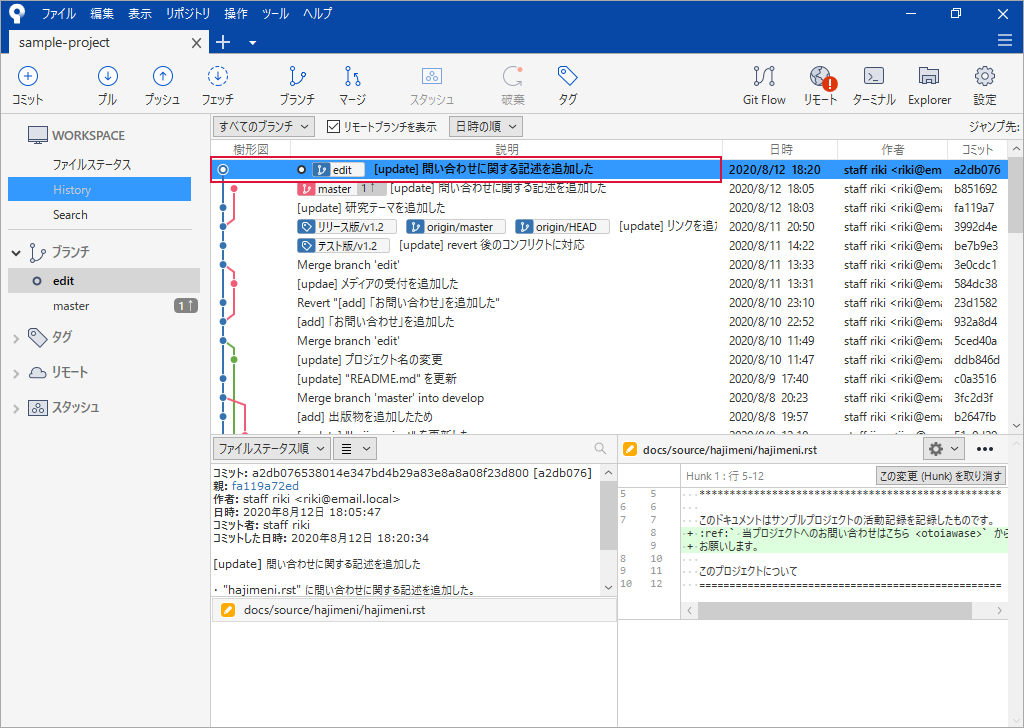 ファイル 編集 表示 リポジトリ 操作 ツール ヘルプ
sample-project
コミット プル プッシュ フェッチ ブランチ マージ スタッシュ 破棄 タグ Git Flow リモート ターミナル Explorer 設定
WORKSPACE
ファイルステータス
History
Search
ブランチ
edit
master 1↑
タグ
リモート
スタッシュ
すべてのブランチ リモートブランチを表示 日時の順 ジャンプ先:
樹形図 説明 日時 作者 コミット
edit [update] 問い合わせに関する記述を追加した 2020/8/12 18:20 staff riki <riki@em a2db076
master 1↑ [update] 問い合わせに関する記述を追加した 2020/8/12 18:05 staff riki <riki@ema b851692
[update] 研究テーマを追加した 2020/8/12 18:03 staff riki <riki@ema fa119a7
リリース版/v1.2 origin/master origin/HEAD [update] リンクを追 2020/8/11 20:50 staff riki <riki@ema 3992d4e
テスト版/v1.2 [update] revert 後のコンフリクトに対応 2020/8/11 14:22 staff riki <riki@ema be7b9e3
Merge branch 'edit' 2020/8/11 13:33 staff riki <riki@ema 3e0cdc1
[updae] メディアの受付を追加した 2020/8/11 13:31 staff riki <riki@ema 584dc38
Revert "[add] 「お問い合わせ」を追加した" 2020/8/10 23:10 staff riki <riki@ema 23d1582
[add] 「お問い合わせ」を追加した 2020/8/10 22:52 staff riki <riki@ema 932a8d4
Merge branch 'edit' 2020/8/10 11:49 staff riki <riki@ema 5ced40a
[update] プロジェクト名の変更 2020/8/10 11:47 staff riki <riki@ema ddb846d
[update] "README.md" を更新 2020/8/9 17:40 staff riki <riki@ema c0a3516
Merge branch 'master' into develop 2020/8/8 20:23 staff riki <riki@ema 3fc2d3f
[add] 出版物を追加したため 2020/8/8 19:57 staff riki <riki@ema b2647fb
ファイルステータス順
コミット: a2db076538014e347bd4b29a83e8a8a08f23d800 [a2db076]
親: fa119a72ed
作者: staff riki <riki@email.local>
日時: 2020年8月12日 18:05:47
コミット者: staff riki
コミットした日時: 2020年8月12日 18:20:34
[update] 問い合わせに関する記述を追加した
- "hajimeni.rst" に問い合わせに関する記述を追加した。
docs/source/hajimeni/hajimeni.rst
docs/source/hajimeni/hajimeni.rst
Hunk 1 : 行 5-12 この変更 (Hunk) を取り消す
5 5 **************************************************
6 6
7 7 このドキュメントはサンプルプロジェクトの活動記録を記録したものです。
8 + :ref:` 当プロジェクトへのお問い合わせはこちら <otoiawase>` から
9 + お願いします。
8 10
9 11 このプロジェクトについて
10 12 ==================================================